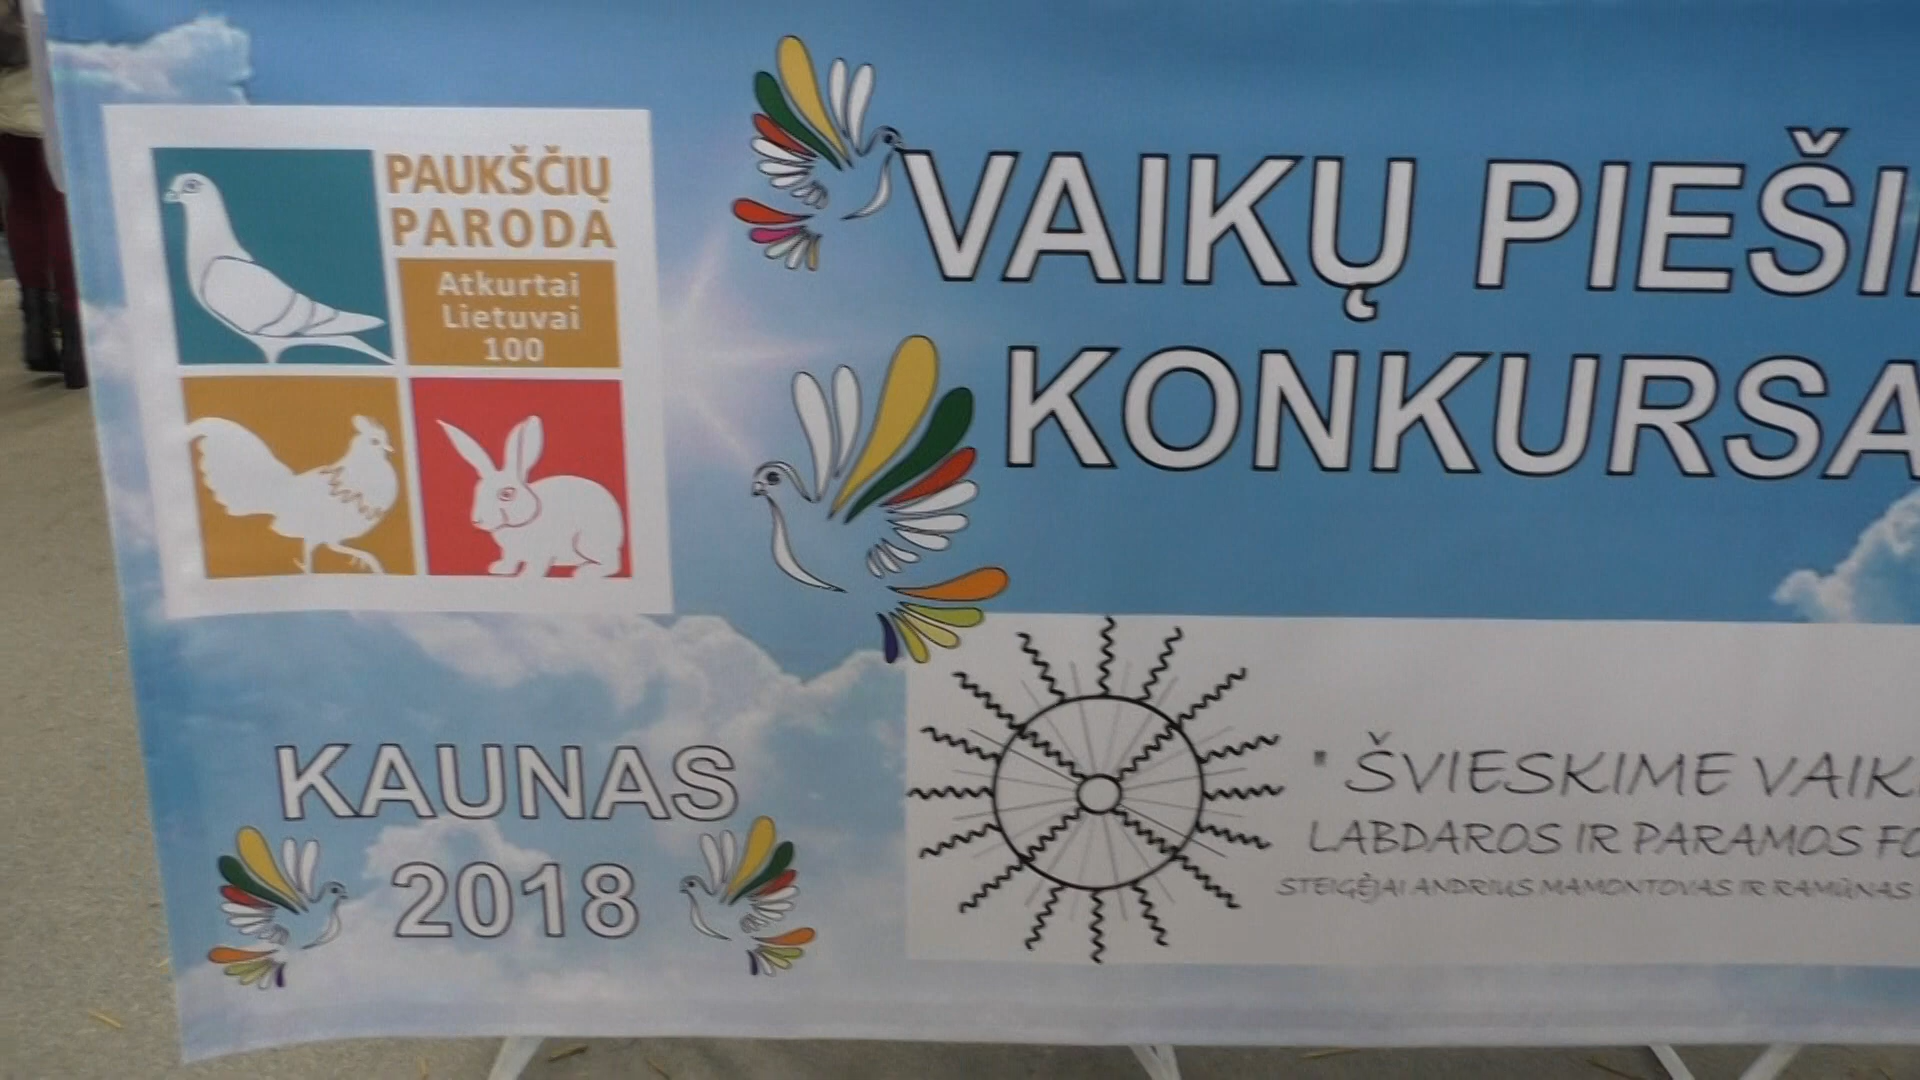 PAUKŠČIŲ
PARODA
Atkurtai
Lietuvai
100
VAIKŲ PIEŠI
KONKURSA
KAUNAS
2018
" ŠVIESKIME VAIK
LABDAROS IR PARAMOS FO
STEIGĖJAI ANDRIUS MAMONTOVAS IR RAMŪNAS